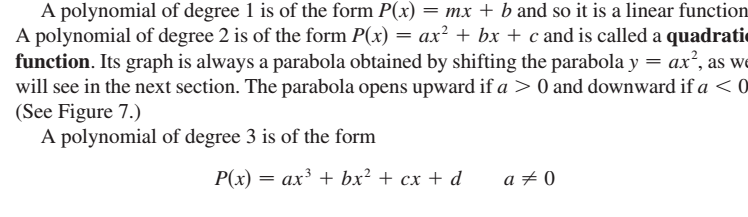 A polynomial of degree 1 is of the form P(x) = mx + b and so it is a linear function
A polynomial of degree 2 is of the form P(x) = ax² + bx + c and is called a quadratic
function. Its graph is always a parabola obtained by shifting the parabola y = ax², as we
will see in the next section. The parabola opens upward if a > 0 and downward if a < 0
(See Figure 7.)
A polynomial of degree 3 is of the form
P(x) = ax³ + bx² + cx + d a ≠ 0